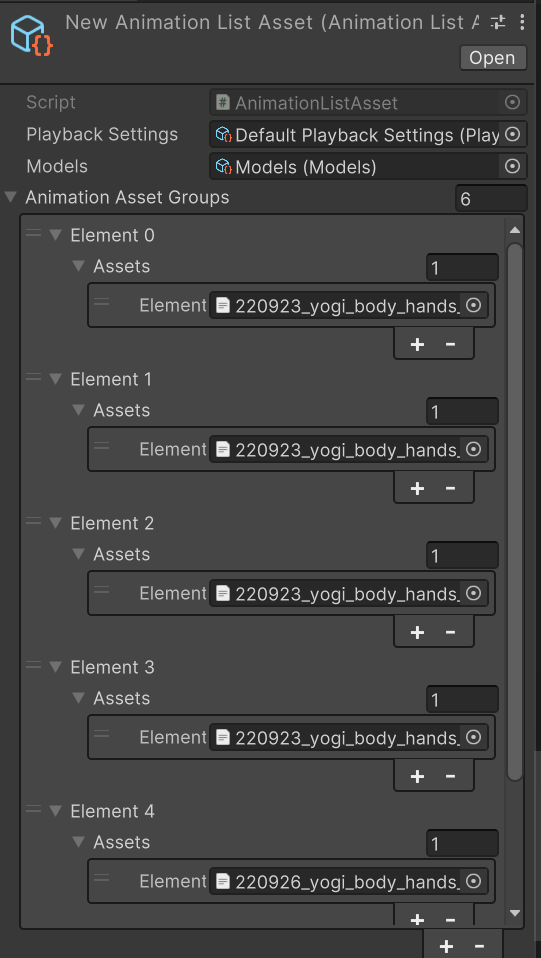 New Animation List Asset (Animation List A
Open
Script
# AnimationListAsset
Playback Settings
Default Playback Settings (Play
Models
Models (Models)
Animation Asset Groups
6
Element 0
Assets
1
Element
220923_yogi_body_hands_
+ -
Element 1
Assets
1
Element
220923_yogi_body_hands_
+ -
Element 2
Assets
1
Element
220923_yogi_body_hands_
+ -
Element 3
Assets
1
Element
220923_yogi_body_hands_
+ -
Element 4
Assets
1
Element
220926_yogi_body_hands_
+ -
+ -